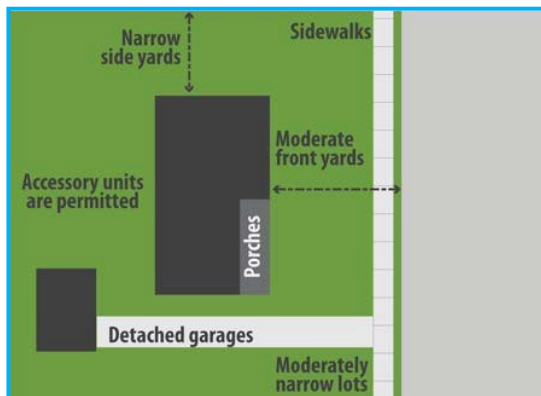 Narrow
side yards
Sidewalks
Moderate
front yards
Accessory units
are permitted
Porches
Detached garages
Moderately
narrow lots